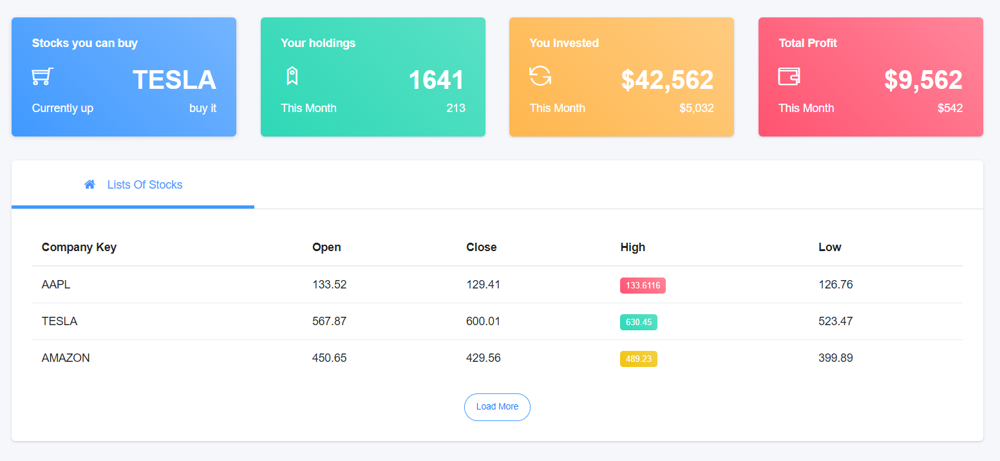 Stocks you can buy
TESLA
Currently up buy it
Your holdings
1641
This Month 213
You Invested
$42,562
This Month $5,032
Total Profit
$9,562
This Month $542
Lists Of Stocks
Company Key Open Close High Low
AAPL 133.52 129.41 133.6116 126.76
TESLA 567.87 600.01 630.45 523.47
AMAZON 450.65 429.56 489.23 399.89
Load More